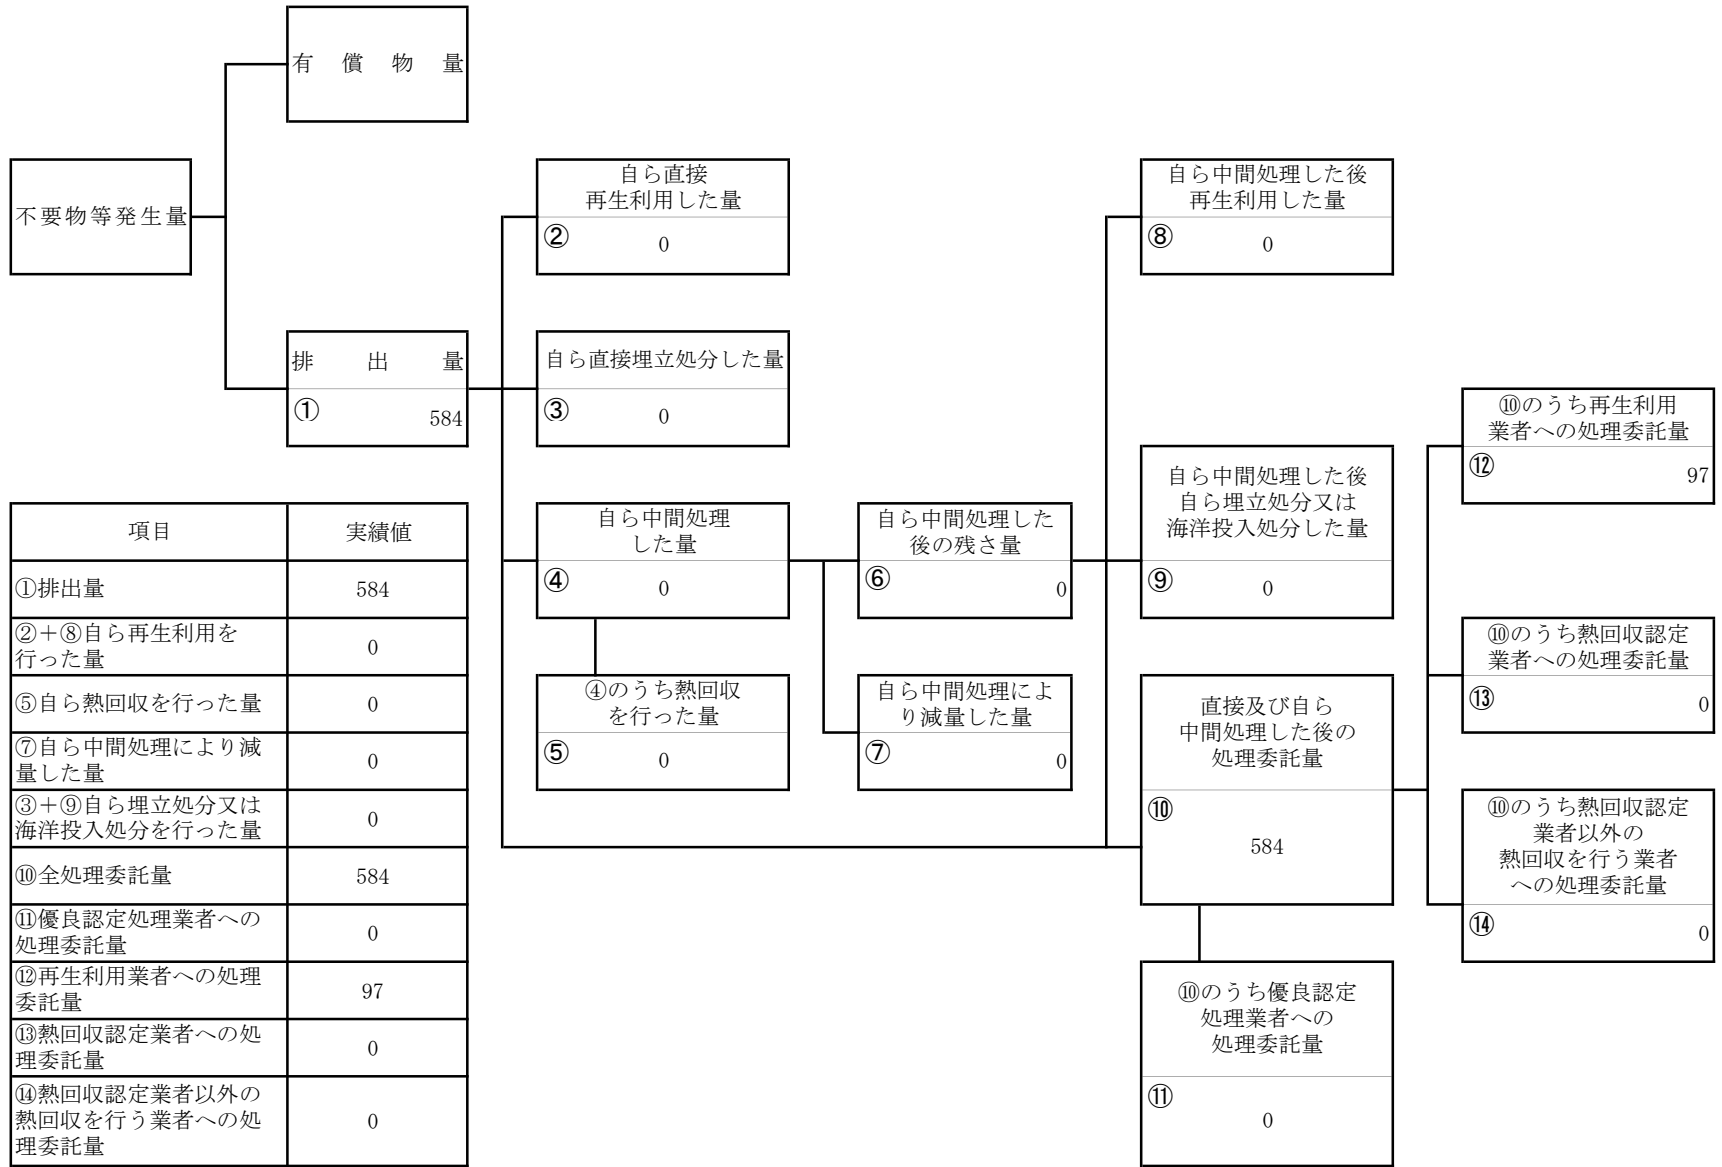 有償物量
不要物等発生量
排出量
①
584
自ら直接
再生利用した量
②
0
自ら直接埋立処分した量
③
0
自ら中間処理
した量
④
0
④のうち熱回収
を行った量
⑤
0
自ら中間処理した
後の残さ量
⑥
0
自ら中間処理によ
り減量した量
⑦
0
自ら中間処理した後
再生利用した量
⑧
0
自ら中間処理した後
自ら埋立処分又は
海洋投入処分した量
⑨
0
直接及び自ら
中間処理した後の
処理委託量
⑩
584
⑩のうち優良認定
処理業者への
処理委託量
⑪
0
⑩のうち再生利用
業者への処理委託量
⑫
97
⑩のうち熱回収認定
業者への処理委託量
⑬
0
⑩のうち熱回収認定
業者以外の
熱回収を行う業者
への処理委託量
⑭
0
項目 実績値
①排出量 584
②+⑧自ら再生利用を
行った量 0
⑤自ら熱回収を行った量 0
⑦自ら中間処理により減
量した量 0
③+⑨自ら埋立処分又は
海洋投入処分を行った量 0
⑩全処理委託量 584
⑪優良認定処理業者への
処理委託量 0
⑫再生利用業者への処理
委託量 97
⑬熱回収認定業者への処
理委託量 0
⑭熱回収認定業者以外の
熱回収を行う業者への処
理委託量 0